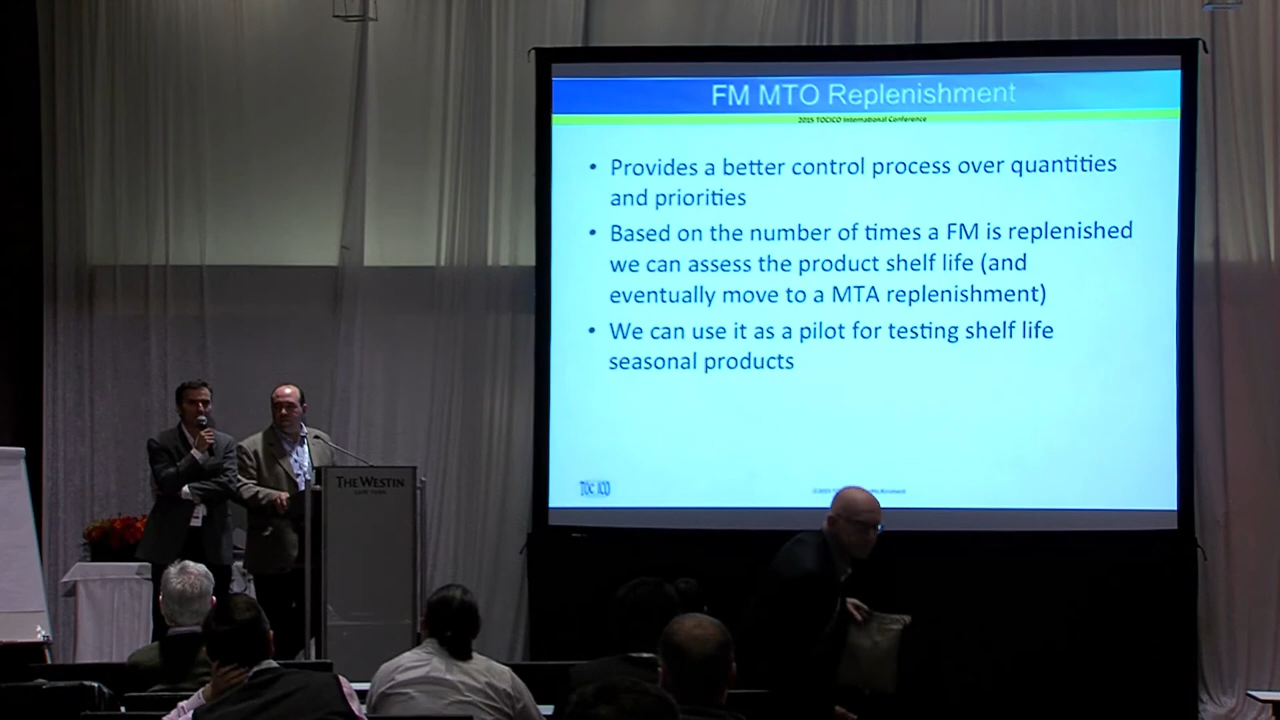 FM MTO Replenishment
2015 TOCICO International Conference
• Provides a better control process over quantities
and priorities
• Based on the number of times a FM is replenished
we can assess the product shelf life (and
eventually move to a MTA replenishment)
• We can use it as a pilot for testing shelf life
seasonal products
TOC ICO
THE WESTIN